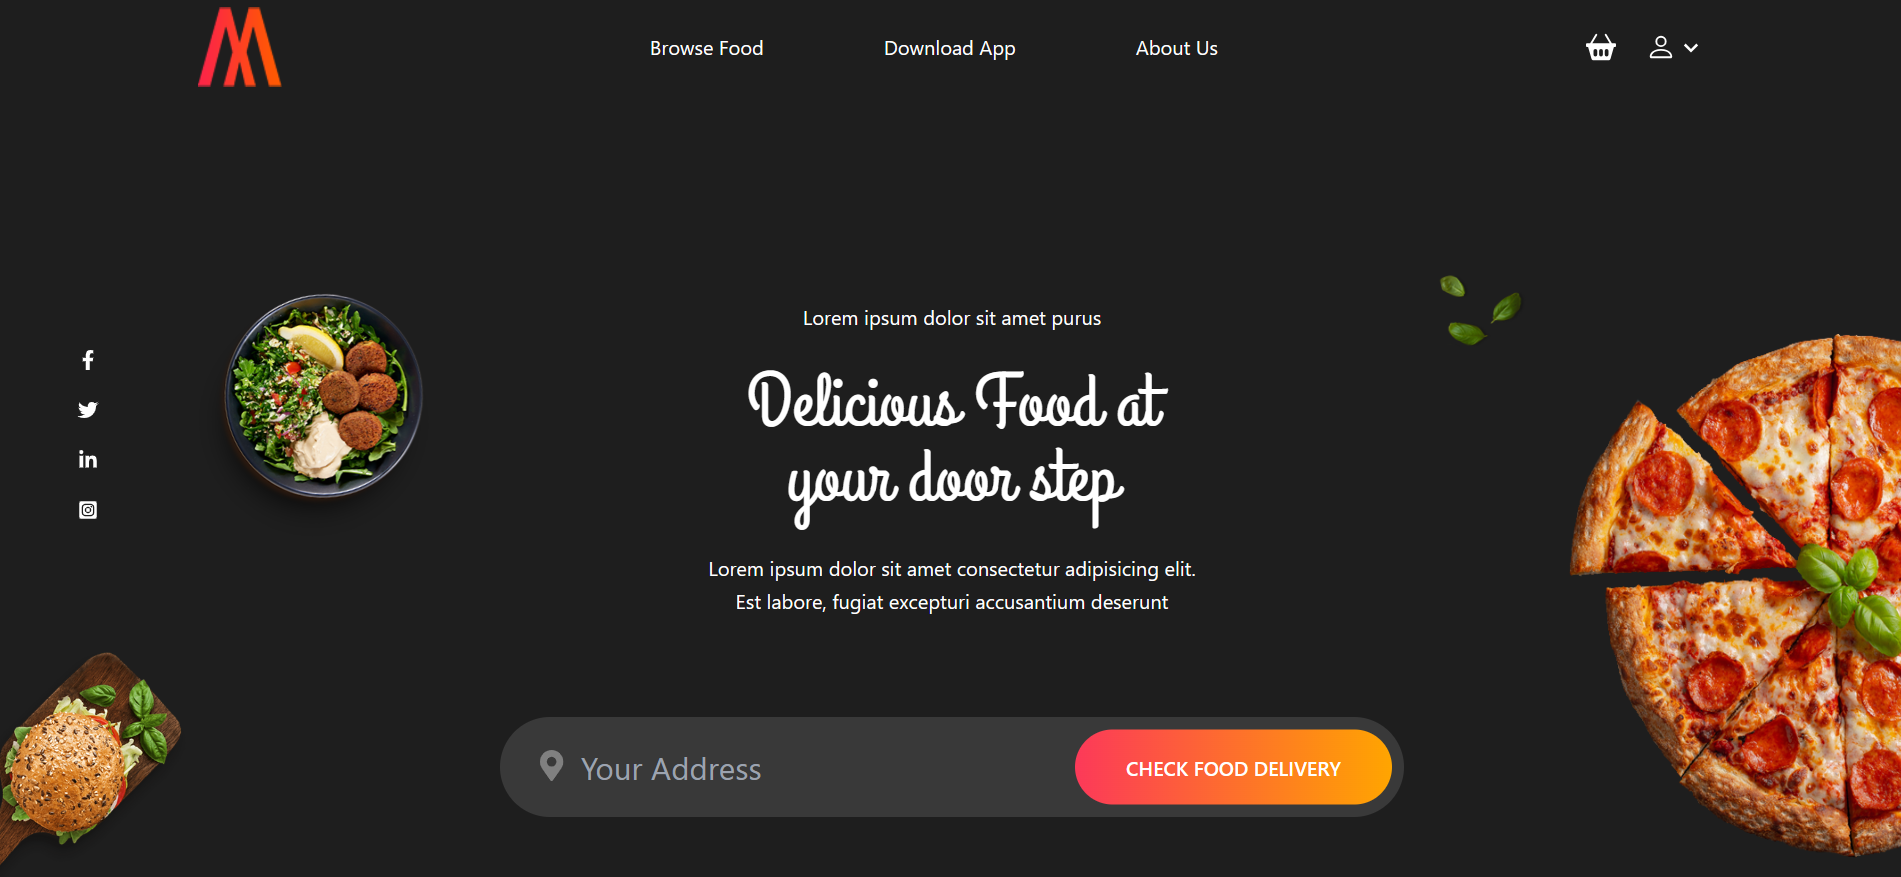 Browse Food
Download App
About Us
Lorem ipsum dolor sit amet purus
Delicious Food at
your door step
Lorem ipsum dolor sit amet consectetur adipisicing elit.
Est labore, fugiat excepturi accusantium deserunt
Your Address
CHECK FOOD DELIVERY